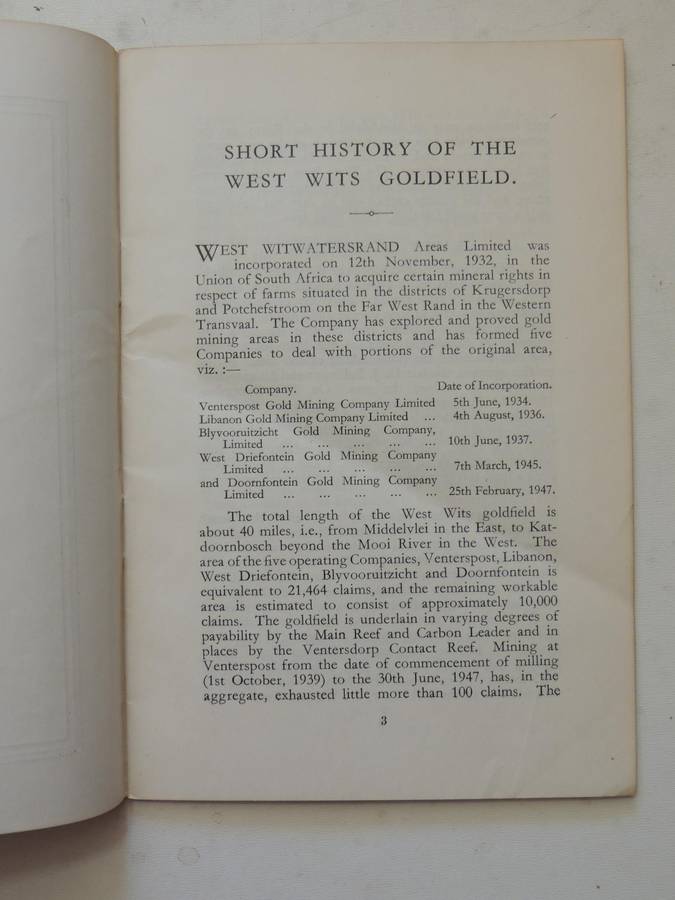 SHORT HISTORY OF THE
WEST WITS GOLDFIELD.
WEST WITWATERSRAND Areas Limited was
incorporated on 12th November, 1932, in the
Union of South Africa to acquire certain mineral rights in
respect of farms situated in the districts of Krugersdorp
and Potchefstroom on the Far West Rand in the Western
Transvaal. The Company has explored and proved gold
mining areas in these districts and has formed five
Companies to deal with portions of the original area,
viz. :—
Company. Date of Incorporation.
Venterspost Gold Mining Company Limited 5th June, 1934.
Libanon Gold Mining Company Limited ... 4th August, 1936.
Blyvooruitzicht Gold Mining Company,
Limited ... ... ... ... ... 10th June, 1937.
West Driefontein Gold Mining Company
Limited ... ... ... ... ... 7th March, 1945.
and Doornfontein Gold Mining Company
Limited ... ... ... ... ... 25th February, 1947.
The total length of the West Wits goldfield is
about 40 miles, i.e., from Middelvlei in the East, to Kat-
doornbosch beyond the Mooi River in the West. The
area of the five operating Companies, Venterspost, Libanon,
West Driefontein, Blyvooruitzicht and Doornfontein is
equivalent to 21,464 claims, and the remaining workable
area is estimated to consist of approximately 10,000
claims. The goldfield is underlain in varying degrees of
payability by the Main Reef and Carbon Leader and in
places by the Ventersdorp Contact Reef. Mining at
Venterspost from the date of commencement of milling
(1st October, 1939) to the 30th June, 1947, has, in the
aggregate, exhausted little more than 100 claims. The
3